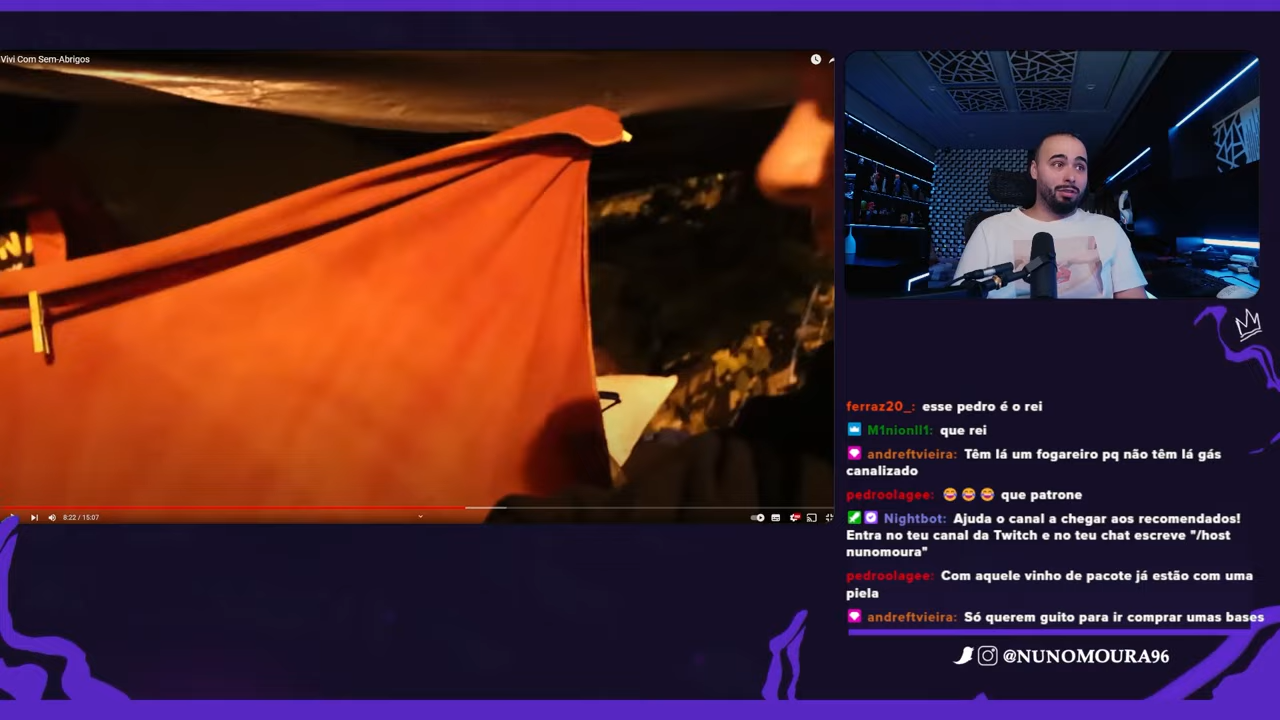 Vivi Com Sem-Abrigos
8:22 / 15:07
ferraz20_: esse pedro é o rei
M1nionll1: que rei
andreftvieira: Têm lá um fogareiro pq não têm lá gás
canalizado
pedroolagee: 😂 😂 😂 que patrone
Nightbot: Ajuda o canal a chegar aos recomendados!
Entra no teu canal da Twitch e no teu chat escreve "/host
nunomoura"
pedroolagee: Com aquele vinho de pacote já estão com uma
piela
andreftvieira: Só querem guito para ir comprar umas bases
@NUNOMOURA96